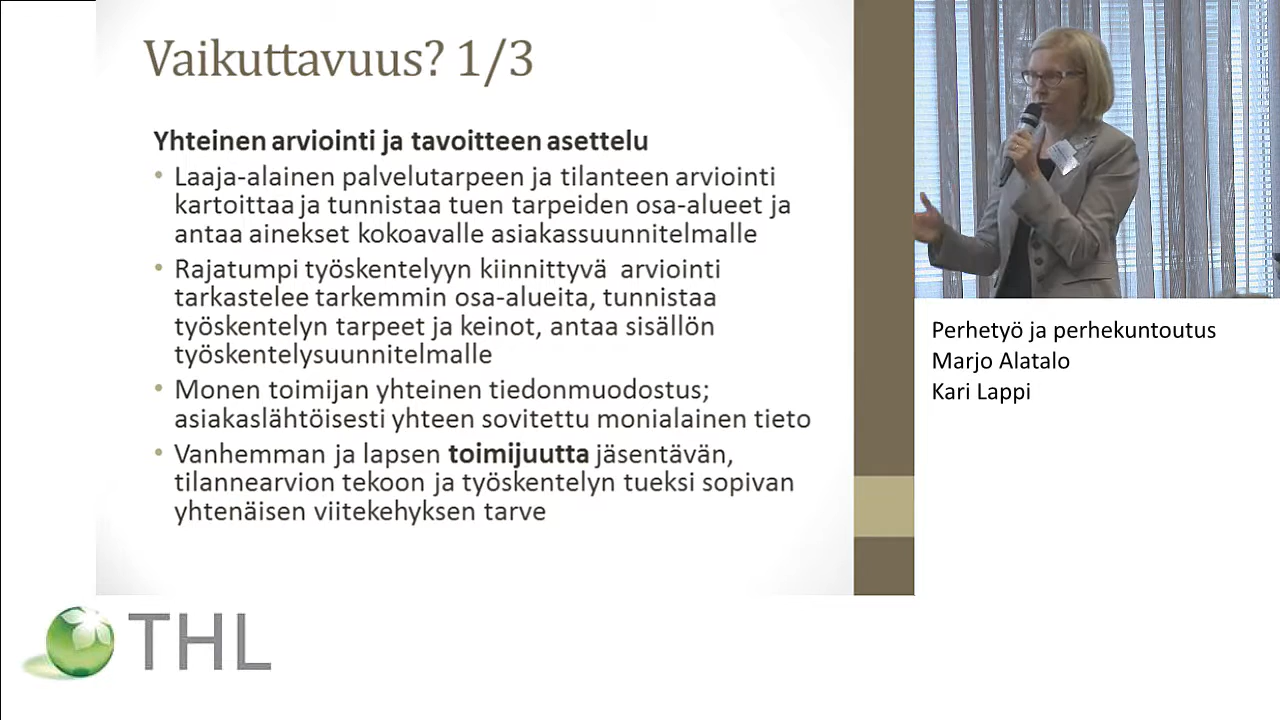 Vaikuttavuus? 1/3
Yhteinen arviointi ja tavoitteen asettelu
• Laaja-alainen palvelutarpeen ja tilanteen arviointi
kartoittaa ja tunnistaa tuen tarpeiden osa-alueet ja
antaa ainekset kokoavalle asiakassuunnitelmalle
• Rajatumpi työskentelyyn kiinnittyvä arviointi
tarkastelee tarkemmin osa-alueita, tunnistaa
työskentelyn tarpeet ja keinot, antaa sisällön
työskentelysuunnitelmalle
• Monen toimijan yhteinen tiedonmuodostus;
asiakaslähtöisesti yhteen sovitettu monialainen tieto
• Vanhemman ja lapsen toimijuutta jäsentävän,
tilannearvion tekoon ja työskentelyn tueksi sopivan
yhtenäisen viitekehyksen tarve
Perhetyö ja perhekuntoutus
Marjo Alatalo
Kari Lappi
THL